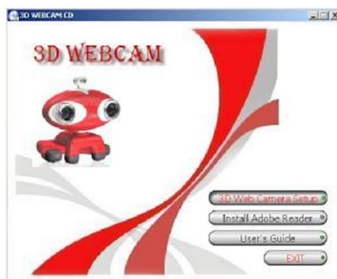 3D WEBCAM CD
3D WEBCAM
3D Web Camera Setup
Install Adobe Reader
User's Guide
EXIT